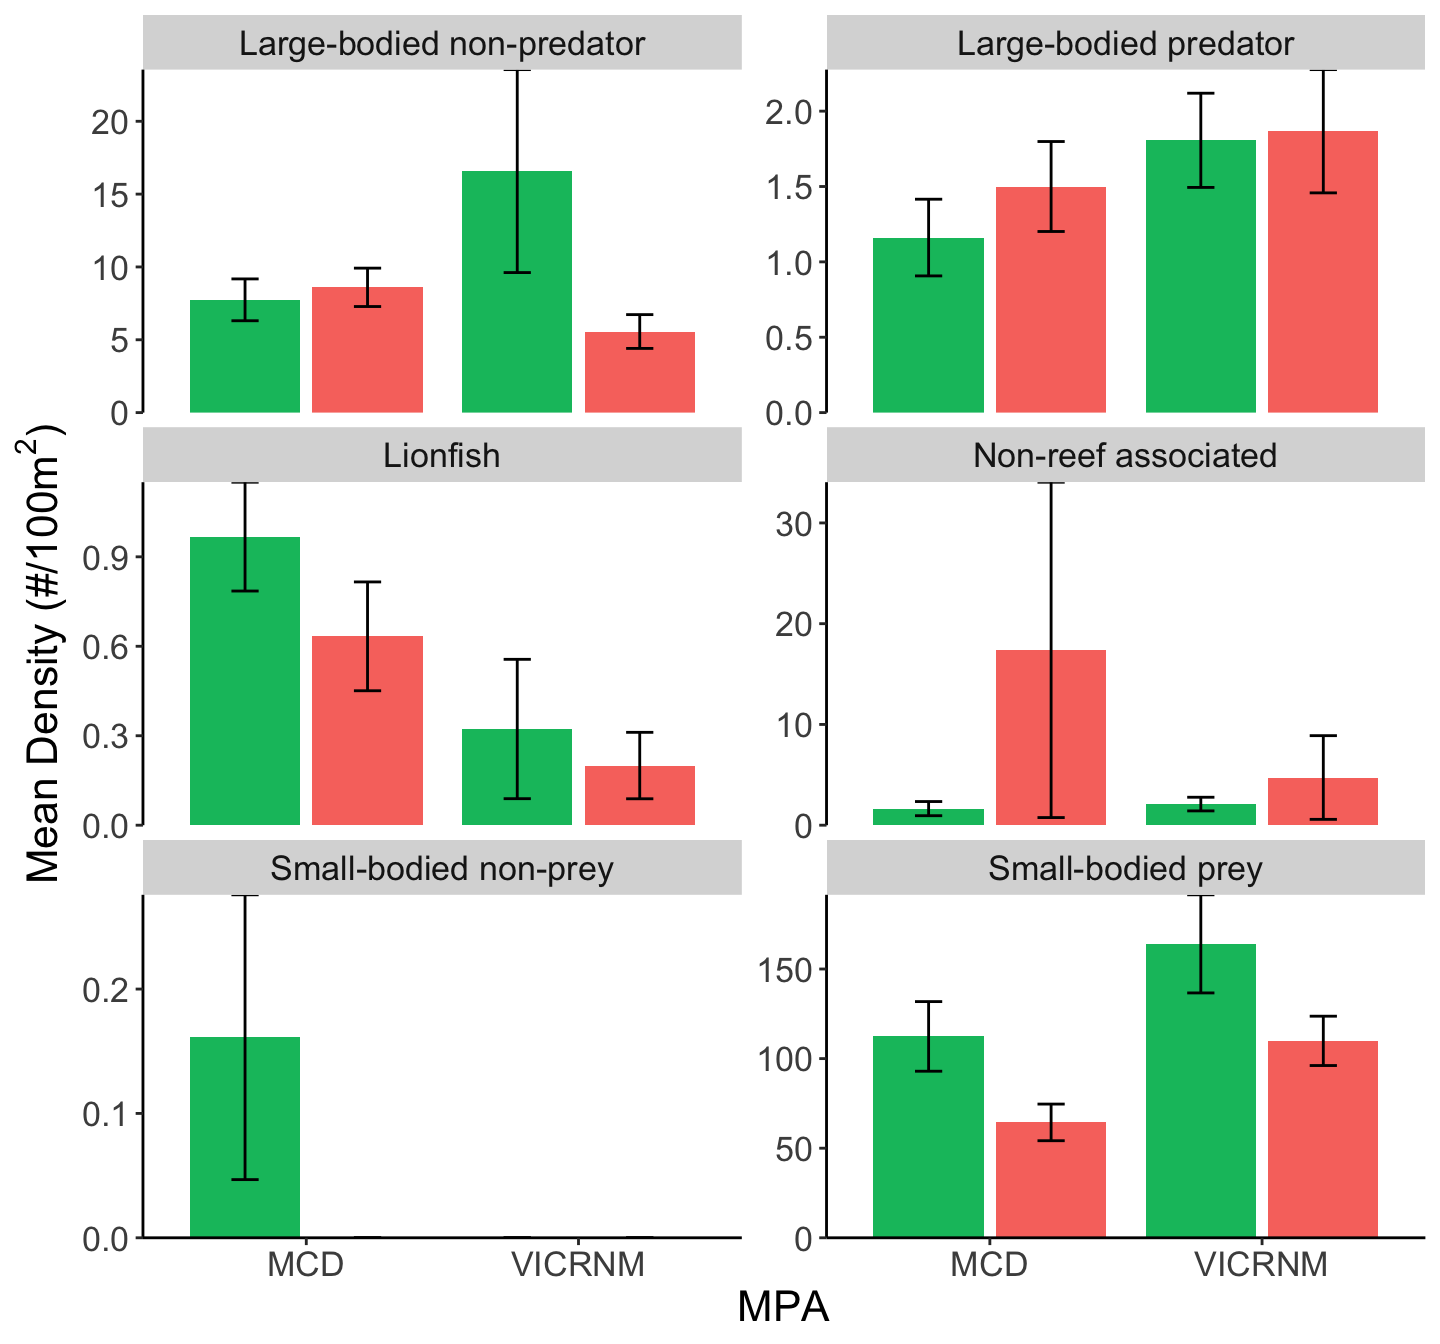 Large-bodied non-predator
Large-bodied predator
20
15
10
5
0
2.0
1.5
1.0
0.5
0.0
Lionfish
Non-reef associated
0.9
0.6
0.3
0.0
30
20
10
0
Small-bodied non-prey
Small-bodied prey
0.2
0.1
0.0
150
100
50
0
MCD
VICRNM
MCD
VICRNM
MPA
Mean Density (#/100m²)